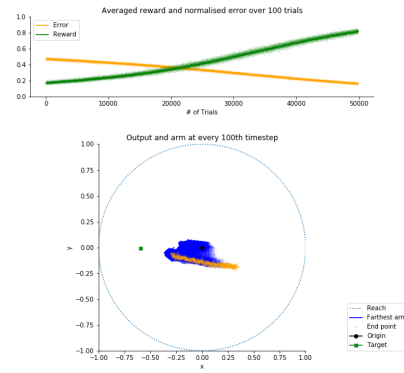 Averaged reward and normalised error over 100 trials
1.0
0.8
0.6
0.4
0.2
0.0
Error
Reward
0 10000 20000 30000 40000 50000
# of Trials
Output and arm at every 100th timestep
1.00
0.75
0.50
0.25
0.00
−0.25
−0.50
−0.75
−1.00
y
−1.00 −0.75 −0.50 −0.25 0.00 0.25 0.50 0.75 1.00
x
Reach
Farthest arm
End point
Origin
Target